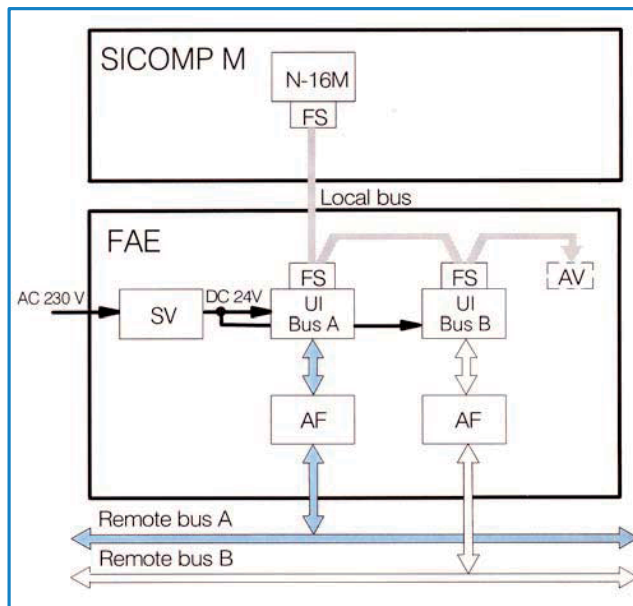 SICOMP M
N-16M
FS
Local bus
FAE
FS
FS
AV
AC 230 V
SV
DC 24V
UI
Bus A
UI
Bus B
AF
AF
Remote bus A
Remote bus B